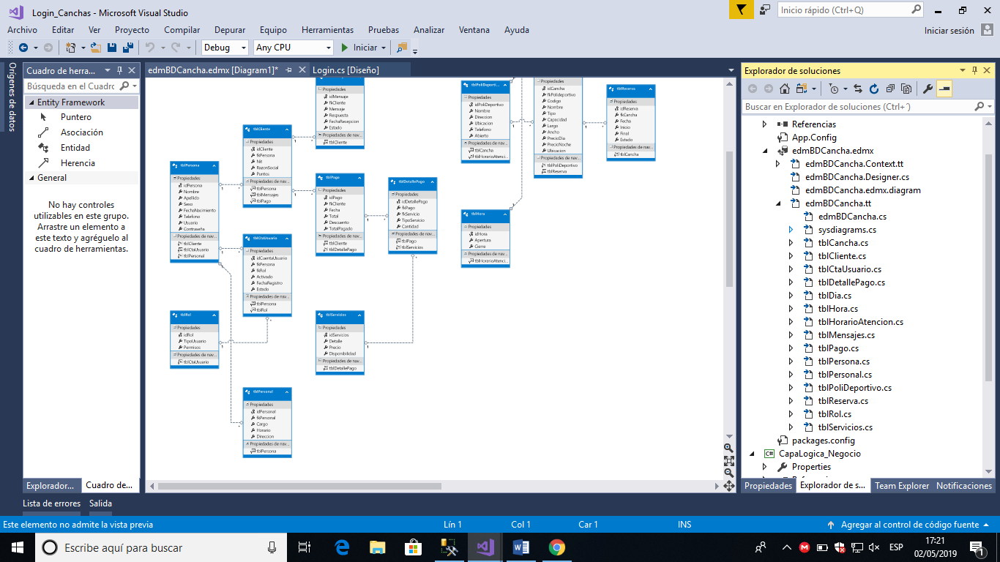 Login_Canchas - Microsoft Visual Studio
Inicio rápido (Ctrl+Q)
Archivo Editar Ver Proyecto Compilar Depurar Equipo Herramientas Pruebas Analizar Ventana Ayuda
Iniciar sesión
Debug Any CPU Iniciar
Orígenes de datos
Cuadro de herra...
Búsqueda en el Cuadro
Entity Framework
Puntero
Asociación
Entidad
Herencia
General
No hay controles
utilizables en este grupo.
Arrastre un elemento a
este texto y agréguelo al
cuadro de herramientas.
Explorador... Cuadro de...
edmBDCancha.edmx [Diagram1]* Login.cs [Diseño]
Propiedades
idMensaje
fkCliente
Mensaje
Respuesta
FechaRecepcion
Estado
Propiedades de nav...
tblCliente
tblCliente
Propiedades
idCliente
fkPersona
Nit
RazonSocial
Puntos
Propiedades de nav...
tblPersona
tblMensajes
tblPago
tblPersona
Propiedades
idPersona
Nombre
Apellido
Sexo
FechaNacimiento
Telefono
Usuario
Contraseña
Propiedades de nav...
tblCliente
tblCtaUsuario
tblPersonal
tblPago
Propiedades
idPago
fkCliente
Fecha
Total
Descuento
TotalPagado
Propiedades de nav...
tblCliente
tblDetallePago
tblDetallePago
Propiedades
idDetallePago
fkPago
fkServicio
TipoServicio
Cantidad
Propiedades de nav...
tblPago
tblServicios
tblCtaUsuario
Propiedades
idCuentaUsuario
fkPersona
fkRol
Activado
FechaRegistro
Estado
Propiedades de nav...
tblPersona
tblRol
tblRol
Propiedades
idRol
TipoUsuario
Permisos
Propiedades de nav...
tblCtaUsuario
tblServicios
Propiedades
idServicios
Detalle
Precio
Disponibilidad
Propiedades de nav...
tblDetallePago
tblPersonal
Propiedades
idPersonal
fkPersonal
Cargo
Horario
Direccion
Propiedades de nav...
tblPersona
tblPoliDeporti...
Propiedades
idPoliDeportivo
Nombre
Direccion
Ubicacion
Telefono
Abierto
Propiedades de nav...
tblCancha
tblHorarioAtenci...
Propiedades
idCancha
fkPolideportivo
Codigo
Nombre
Tipo
Capacidad
Largo
Ancho
PrecioDia
PrecioNoche
Ubicacion
Propiedades de nav...
tblPoliDeportivo
tblReserva
tblReserva
Propiedades
idReserva
fkCancha
Fecha
Inicio
Final
Estado
Propiedades de nav...
tblCancha
tblHora
Propiedades
idHora
Apertura
Cierre
Propiedades de nav...
tblHorarioAtenci...
Explorador de soluciones
Buscar en Explorador de soluciones (Ctrl+´)
Referencias
App.Config
edmBDCancha.edmx
edmBDCancha.Context.tt
edmBDCancha.Designer.cs
edmBDCancha.edmx.diagram
edmBDCancha.tt
edmBDCancha.cs
sysdiagrams.cs
tblCancha.cs
tblCliente.cs
tblCtaUsuario.cs
tblDetallePago.cs
tblDia.cs
tblHora.cs
tblHorarioAtencion.cs
tblMensajes.cs
tblPago.cs
tblPersona.cs
tblPersonal.cs
tblPoliDeportivo.cs
tblReserva.cs
tblRol.cs
tblServicios.cs
packages.config
C# CapaLogica_Negocio
Properties
Propiedades Explorador de s... Team Explorer Notificaciones
Lista de errores Salida
Este elemento no admite la vista previa Lín 1 Col 1 Car 1 INS Agregar al control de código fuente
Escribe aquí para buscar
ESP
17:21
02/05/2019
1